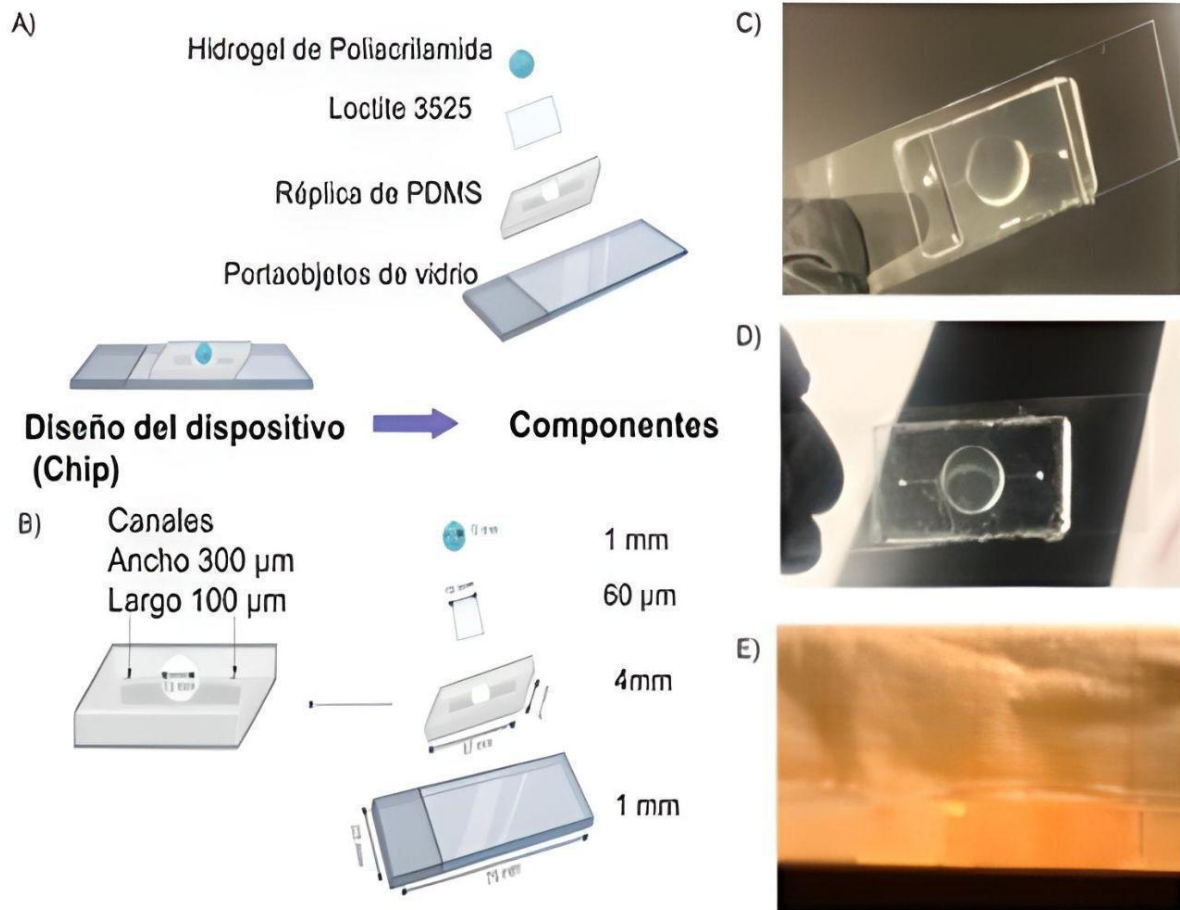 A)
Hidrogel de Poliacrilamida
Loctite 3525
Réplica de PDMS
Portaobjetos de vidrio
Diseño del dispositivo
(Chip)
Componentes
B)
Canales
Ancho 300 µm
Largo 100 µm
1 mm
60 µm
4mm
1 mm
C)
D)
E)